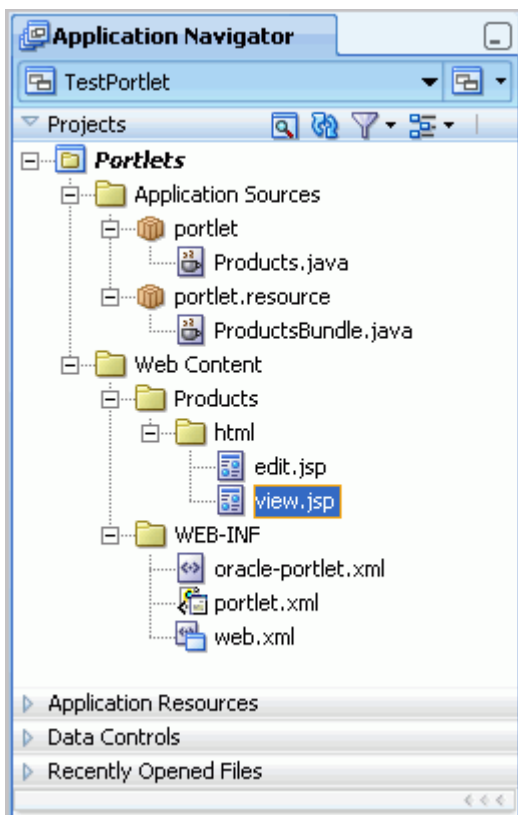 Application Navigator
TestPortlet
Projects
Portlets
Application Sources
portlet
Products.java
portlet.resource
ProductsBundle.java
Web Content
Products
html
edit.jsp
view.jsp
WEB-INF
oracle-portlet.xml
portlet.xml
web.xml
Application Resources
Data Controls
Recently Opened Files